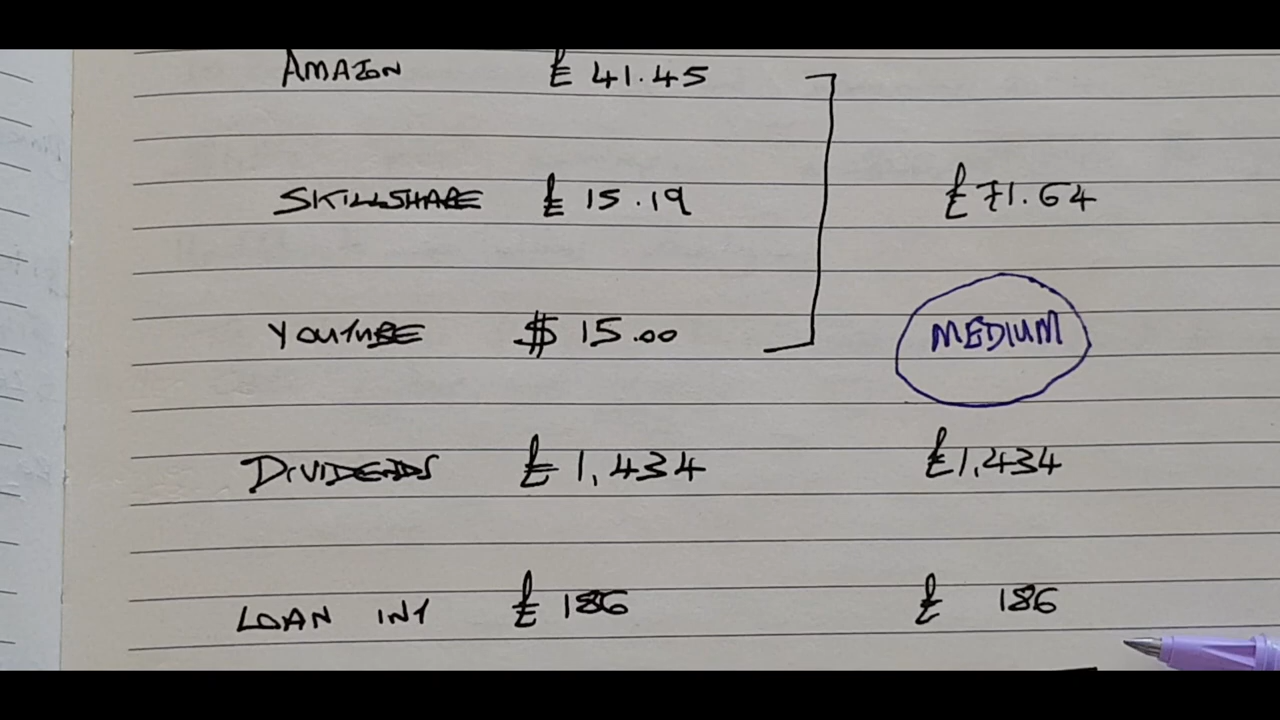 AMAZON £ 41.45
SKILLSHARE £ 15.19 £71.64
YOUTUBE $ 15.00 MEDIUM
DIVIDENDS £ 1,434 £1,434
LOAN INT £ 186 £ 186